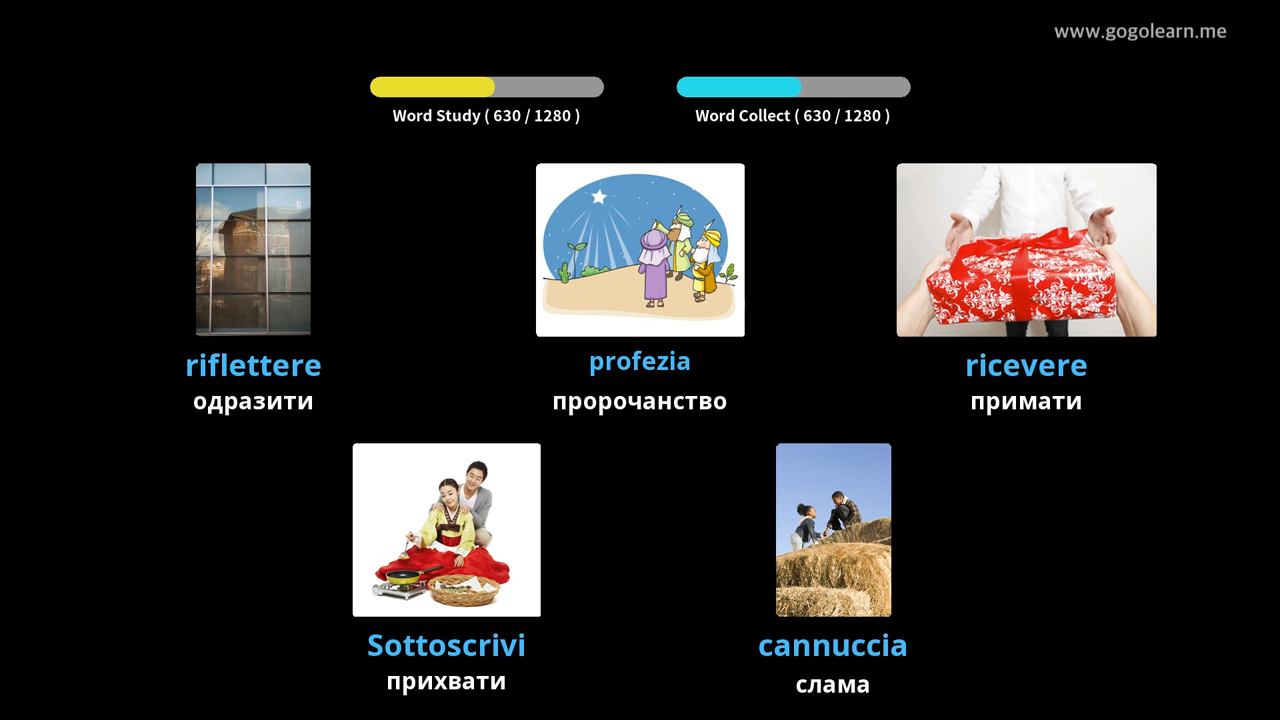 www.gogolearn.me
Word Study ( 630 / 1280 )
Word Collect ( 630 / 1280 )
riflettere
одразити
profezia
пророчанство
ricevere
примати
Sottoscrivi
прихвати
cannuccia
слама